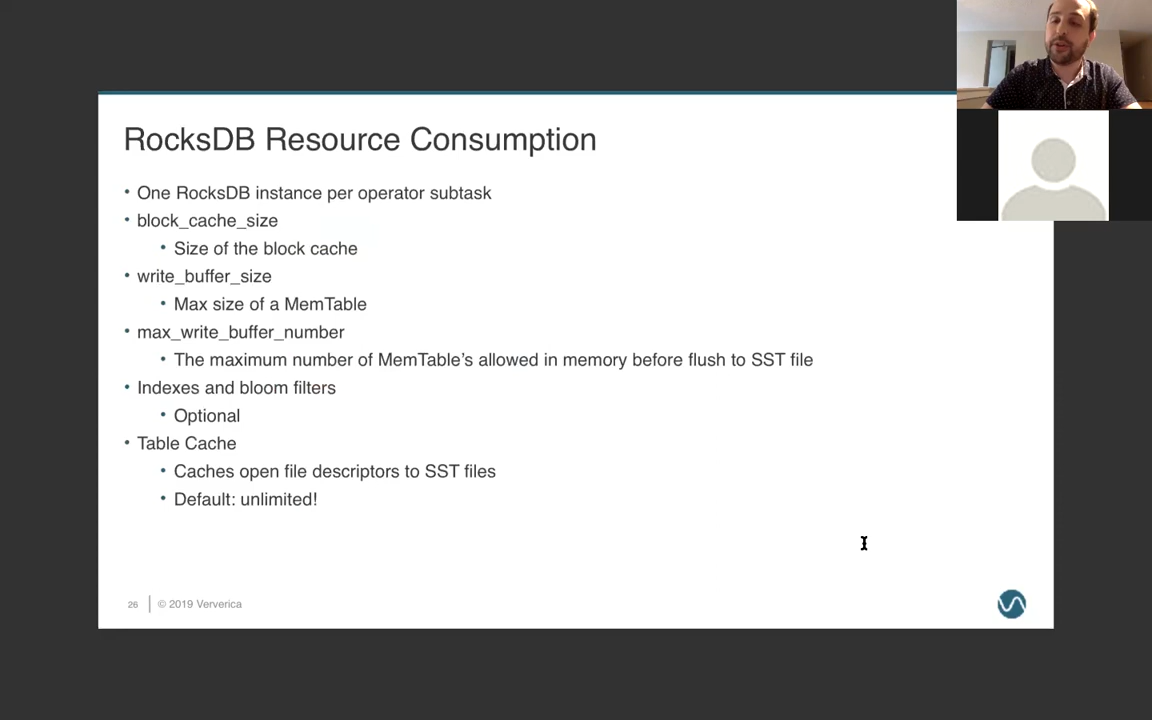 RocksDB Resource Consumption
• One RocksDB instance per operator subtask
• block_cache_size
• Size of the block cache
• write_buffer_size
• Max size of a MemTable
• max_write_buffer_number
• The maximum number of MemTable's allowed in memory before flush to SST file
• Indexes and bloom filters
• Optional
• Table Cache
• Caches open file descriptors to SST files
• Default: unlimited!
26 | © 2019 Ververica